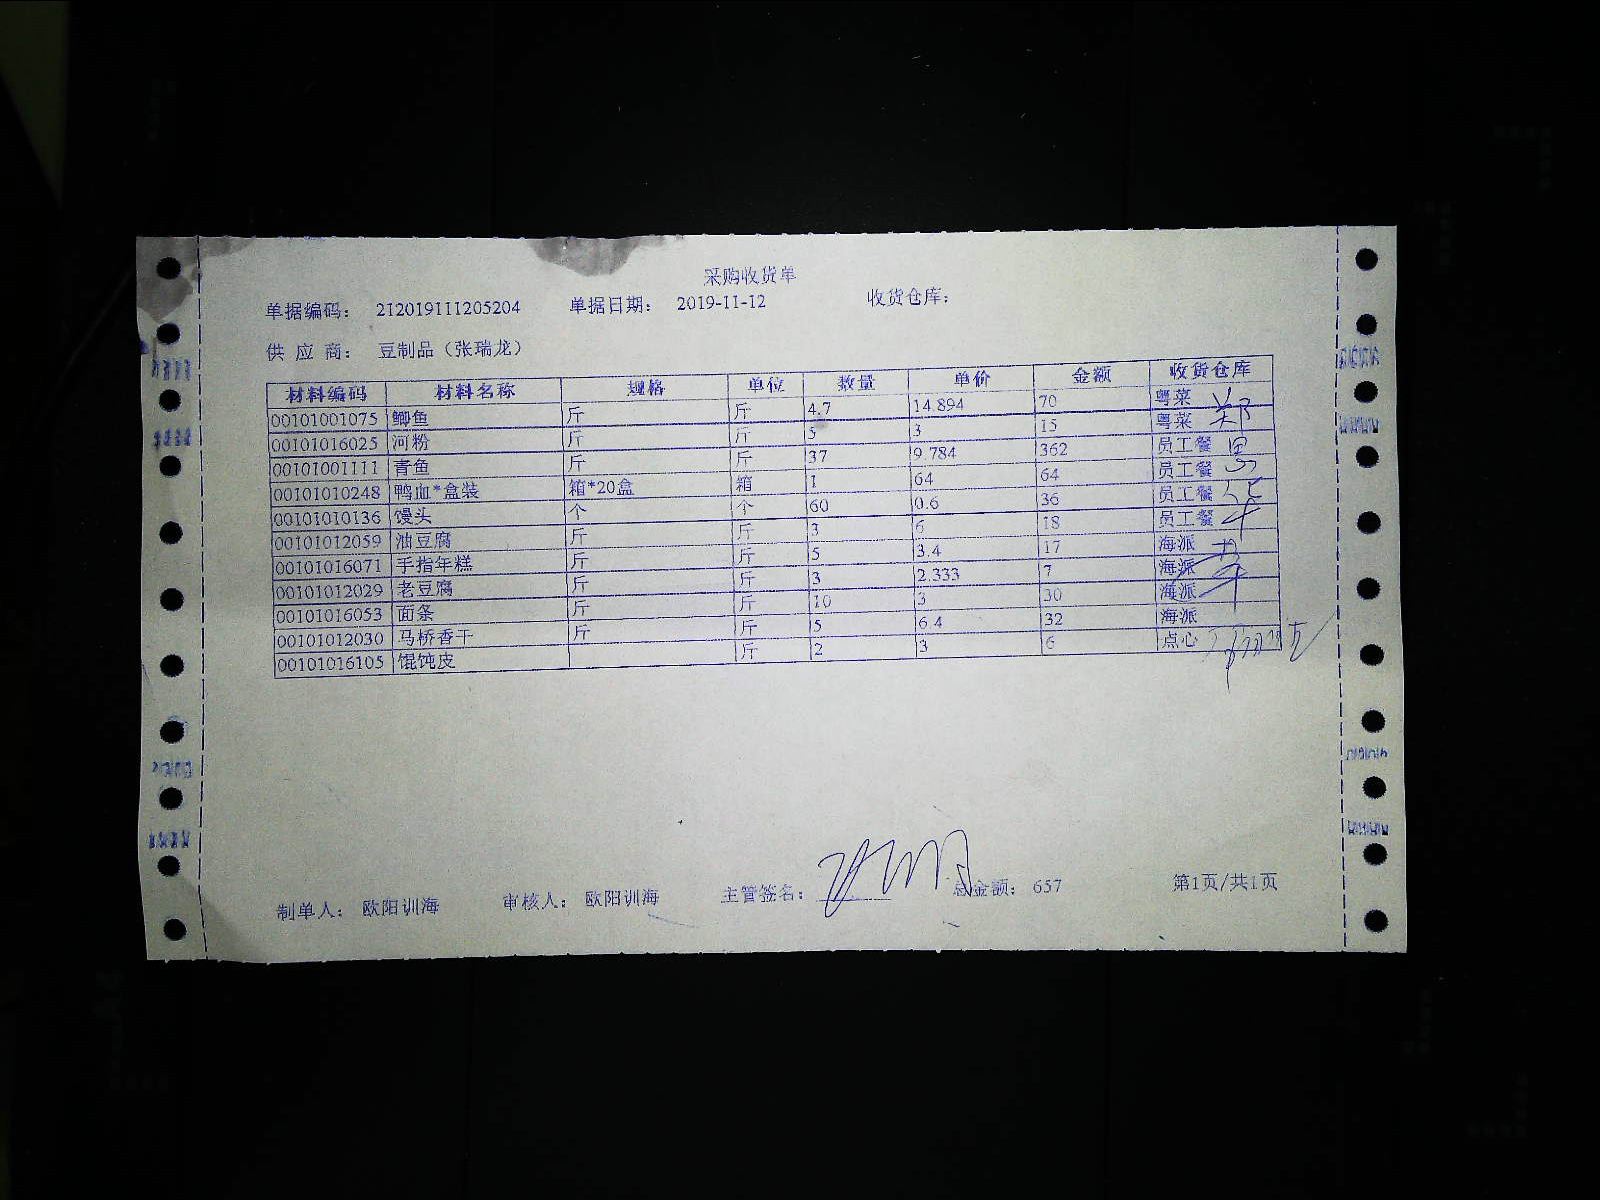 采购收货单
单据编码： 212019111205204 单据日期： 2019-11-12 收货仓库：
供 应 商： 豆制品（张瑞龙）
材料编码 材料名称 规格 单位 数量 单价 金额 收货仓库
00101001075 鲫鱼 斤 斤 4.7 14.894 70 粤菜 郑
00101016025 河粉 斤 斤 5 3 15 粤菜
00101001111 青鱼 斤 斤 37 9.784 362 员工餐
00101010248 鸭血*盒装 箱*20盒 箱 1 64 64 员工餐
00101010136 馒头 个 个 60 0.6 36 员工餐
00101012059 油豆腐 斤 斤 3 6 18 员工餐
00101016071 手指年糕 斤 斤 5 3.4 17 海派
00101012029 老豆腐 斤 斤 3 2.333 7 海派
00101016053 面条 斤 斤 10 3 30 海派
00101012030 马桥香干 斤 斤 5 6.4 32 海派
00101016105 馄饨皮 斤 2 3 6 点心
制单人： 欧阳训海 审核人： 欧阳训海 主管签名： 总金额： 657 第1页/共1页